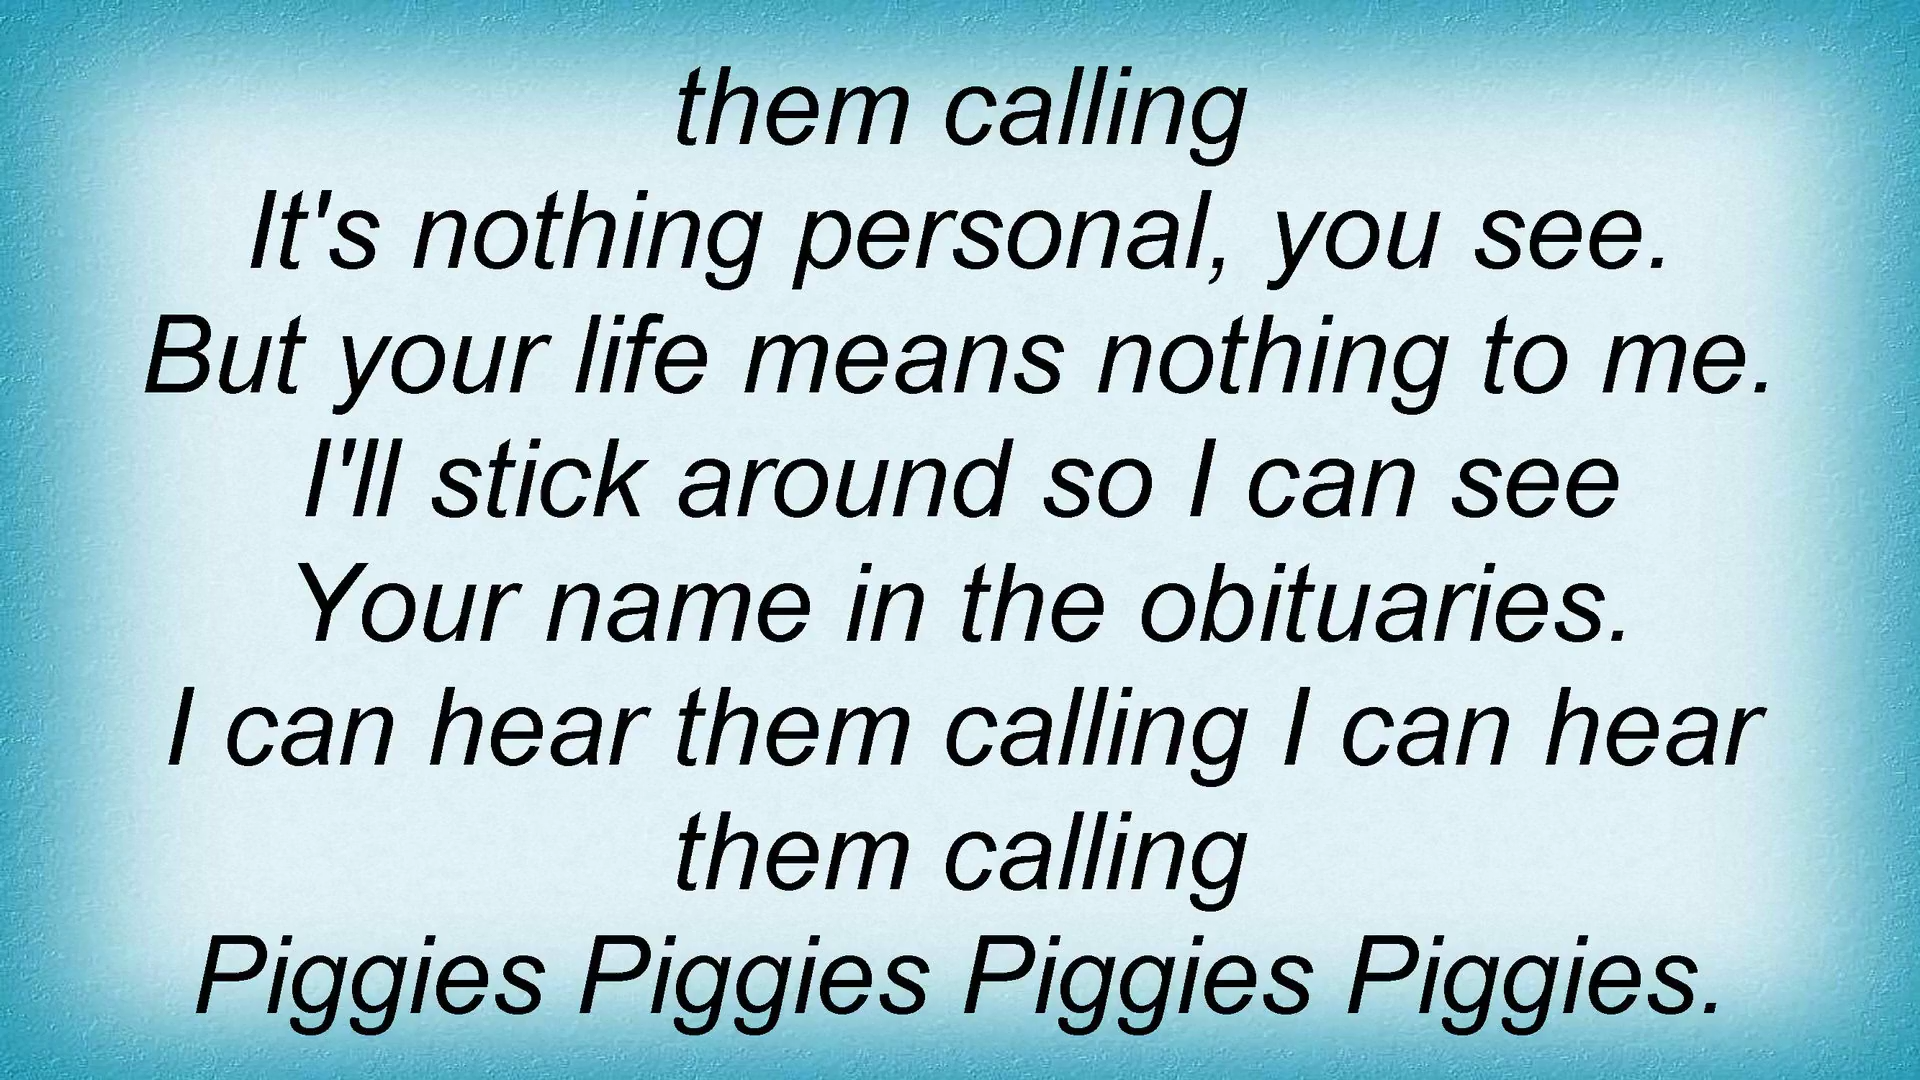 them calling
It's nothing personal, you see.
But your life means nothing to me.
I'll stick around so I can see
Your name in the obituaries.
I can hear them calling I can hear
them calling
Piggies Piggies Piggies Piggies.